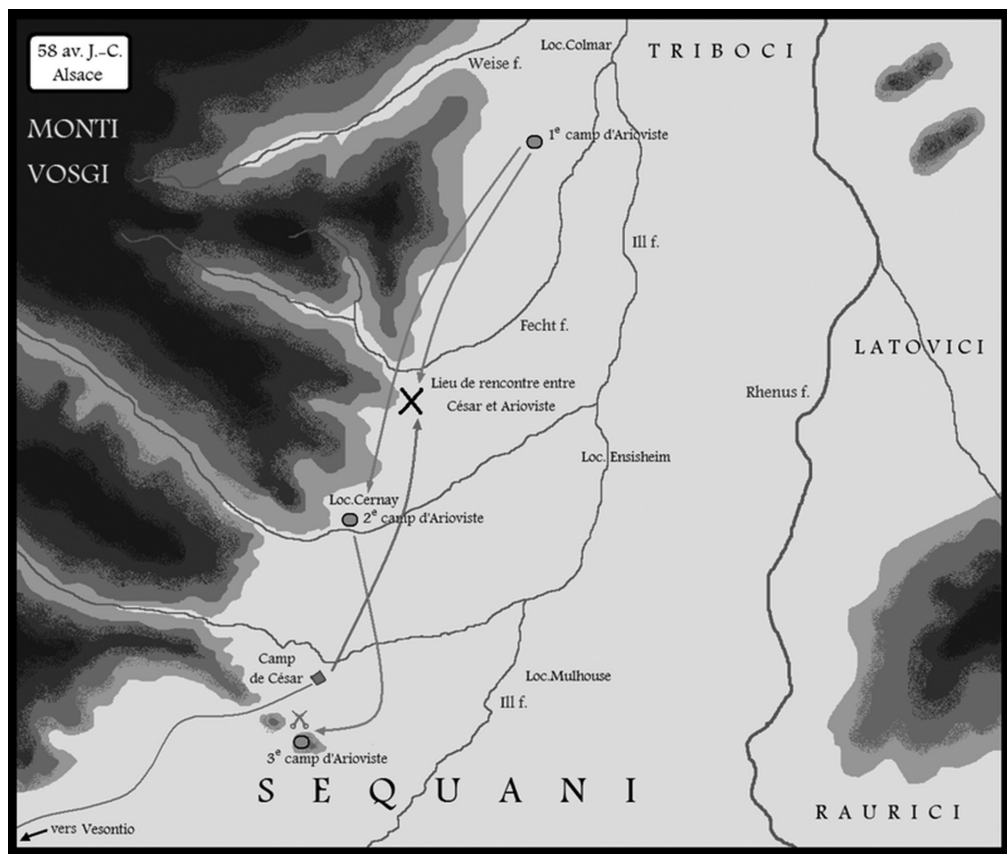 58 av. J.-C.
Alsace
MONTI
VOSGI
Weise f.
Loc.Colmar
TRIBOCI
1e camp d'Arioviste
Ill f.
Fecht f.
LATOVICI
Lieu de rencontre entre
César et Arioviste
Rhenus f.
Loc. Ensisheim
Loc.Cernay
2e camp d'Arioviste
Camp
de César
Loc.Mulhouse
Ill f.
3e camp d'Arioviste
SEQUANI
RAURICI
vers Vesontio